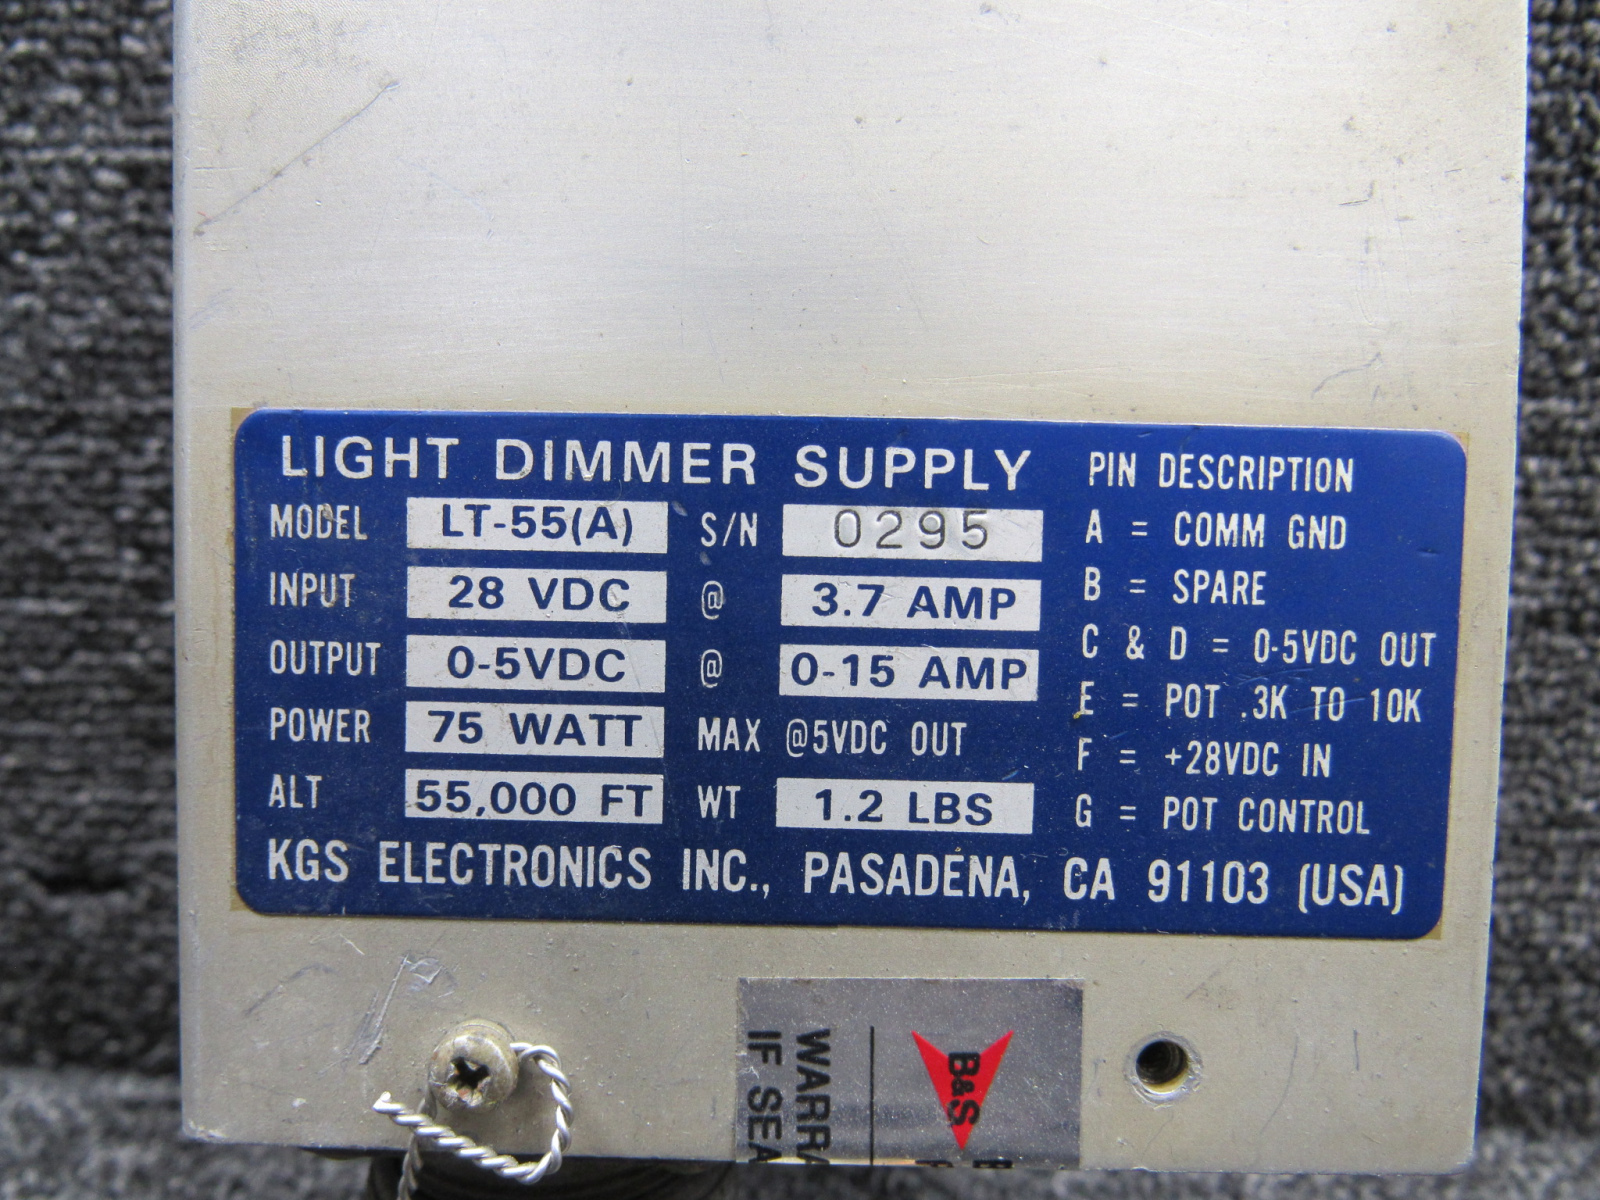 LIGHT DIMMER SUPPLY
MODEL LT-55(A) S/N 0295
INPUT 28 VDC @ 3.7 AMP
OUTPUT 0-5VDC @ 0-15 AMP
POWER 75 WATT MAX @5VDC OUT
ALT 55,000 FT WT 1.2 LBS
PIN DESCRIPTION
A = COMM GND
B = SPARE
C & D = 0-5VDC OUT
E = POT .3K TO 10K
F = +28VDC IN
G = POT CONTROL
KGS ELECTRONICS INC., PASADENA, CA 91103 (USA)
B&S
WARRA
IF SEA